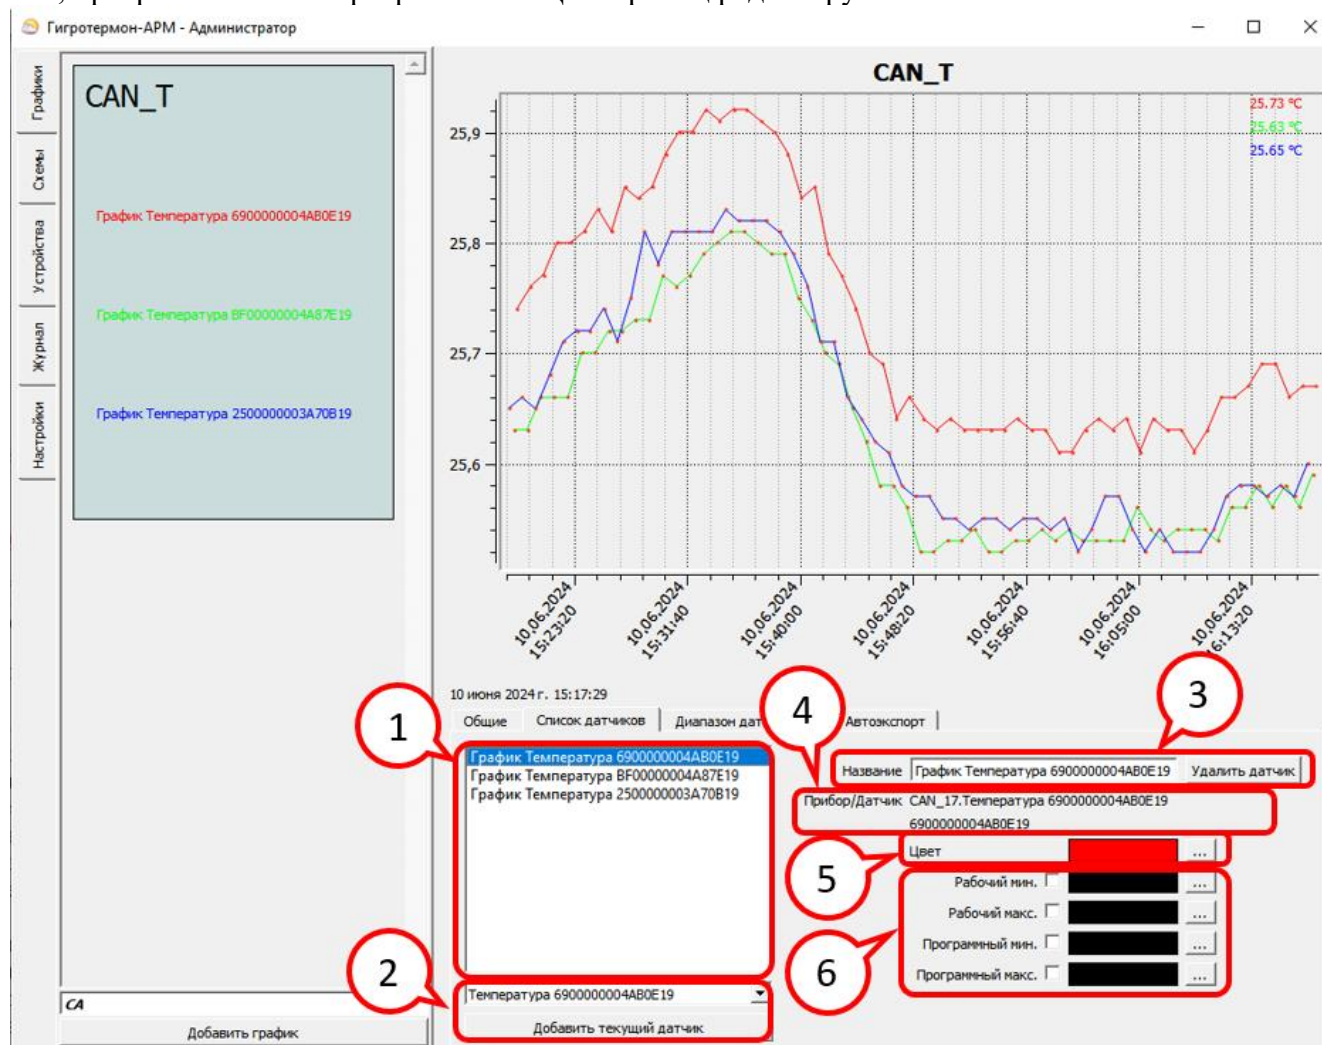 Гигротермон-АРМ - Администратор
Графики
Схемы
Устройства
Журнал
Настройки
CAN_T
График Температура 6900000004AB0E19
График Температура BF00000004A87E19
График Температура 2500000003A70B19
CA
Добавить график
CAN_T
25.73 °C
25.63 °C
25.65 °C
25,9
25,8
25,7
25,6
10.06.2024
15:23:20
10.06.2024
15:31:40
10.06.2024
15:40:00
10.06.2024
15:48:20
10.06.2024
15:56:40
10.06.2024
16:05:00
10.06.2024
16:13:20
10 июня 2024 г. 15:17:29
Общие Список датчиков Диапазон дат Автоэкспорт
1
2
3
4
5
6
График Температура 6900000004AB0E19
График Температура BF00000004A87E19
График Температура 2500000003A70B19
Температура 6900000004AB0E19
Добавить текущий датчик
Название График Температура 6900000004AB0E19 Удалить датчик
Прибор/Датчик CAN_17.Температура 6900000004AB0E19
6900000004AB0E19
Цвет ...
Рабочий мин. ...
Рабочий макс. ...
Программный мин. ...
Программный макс. ...